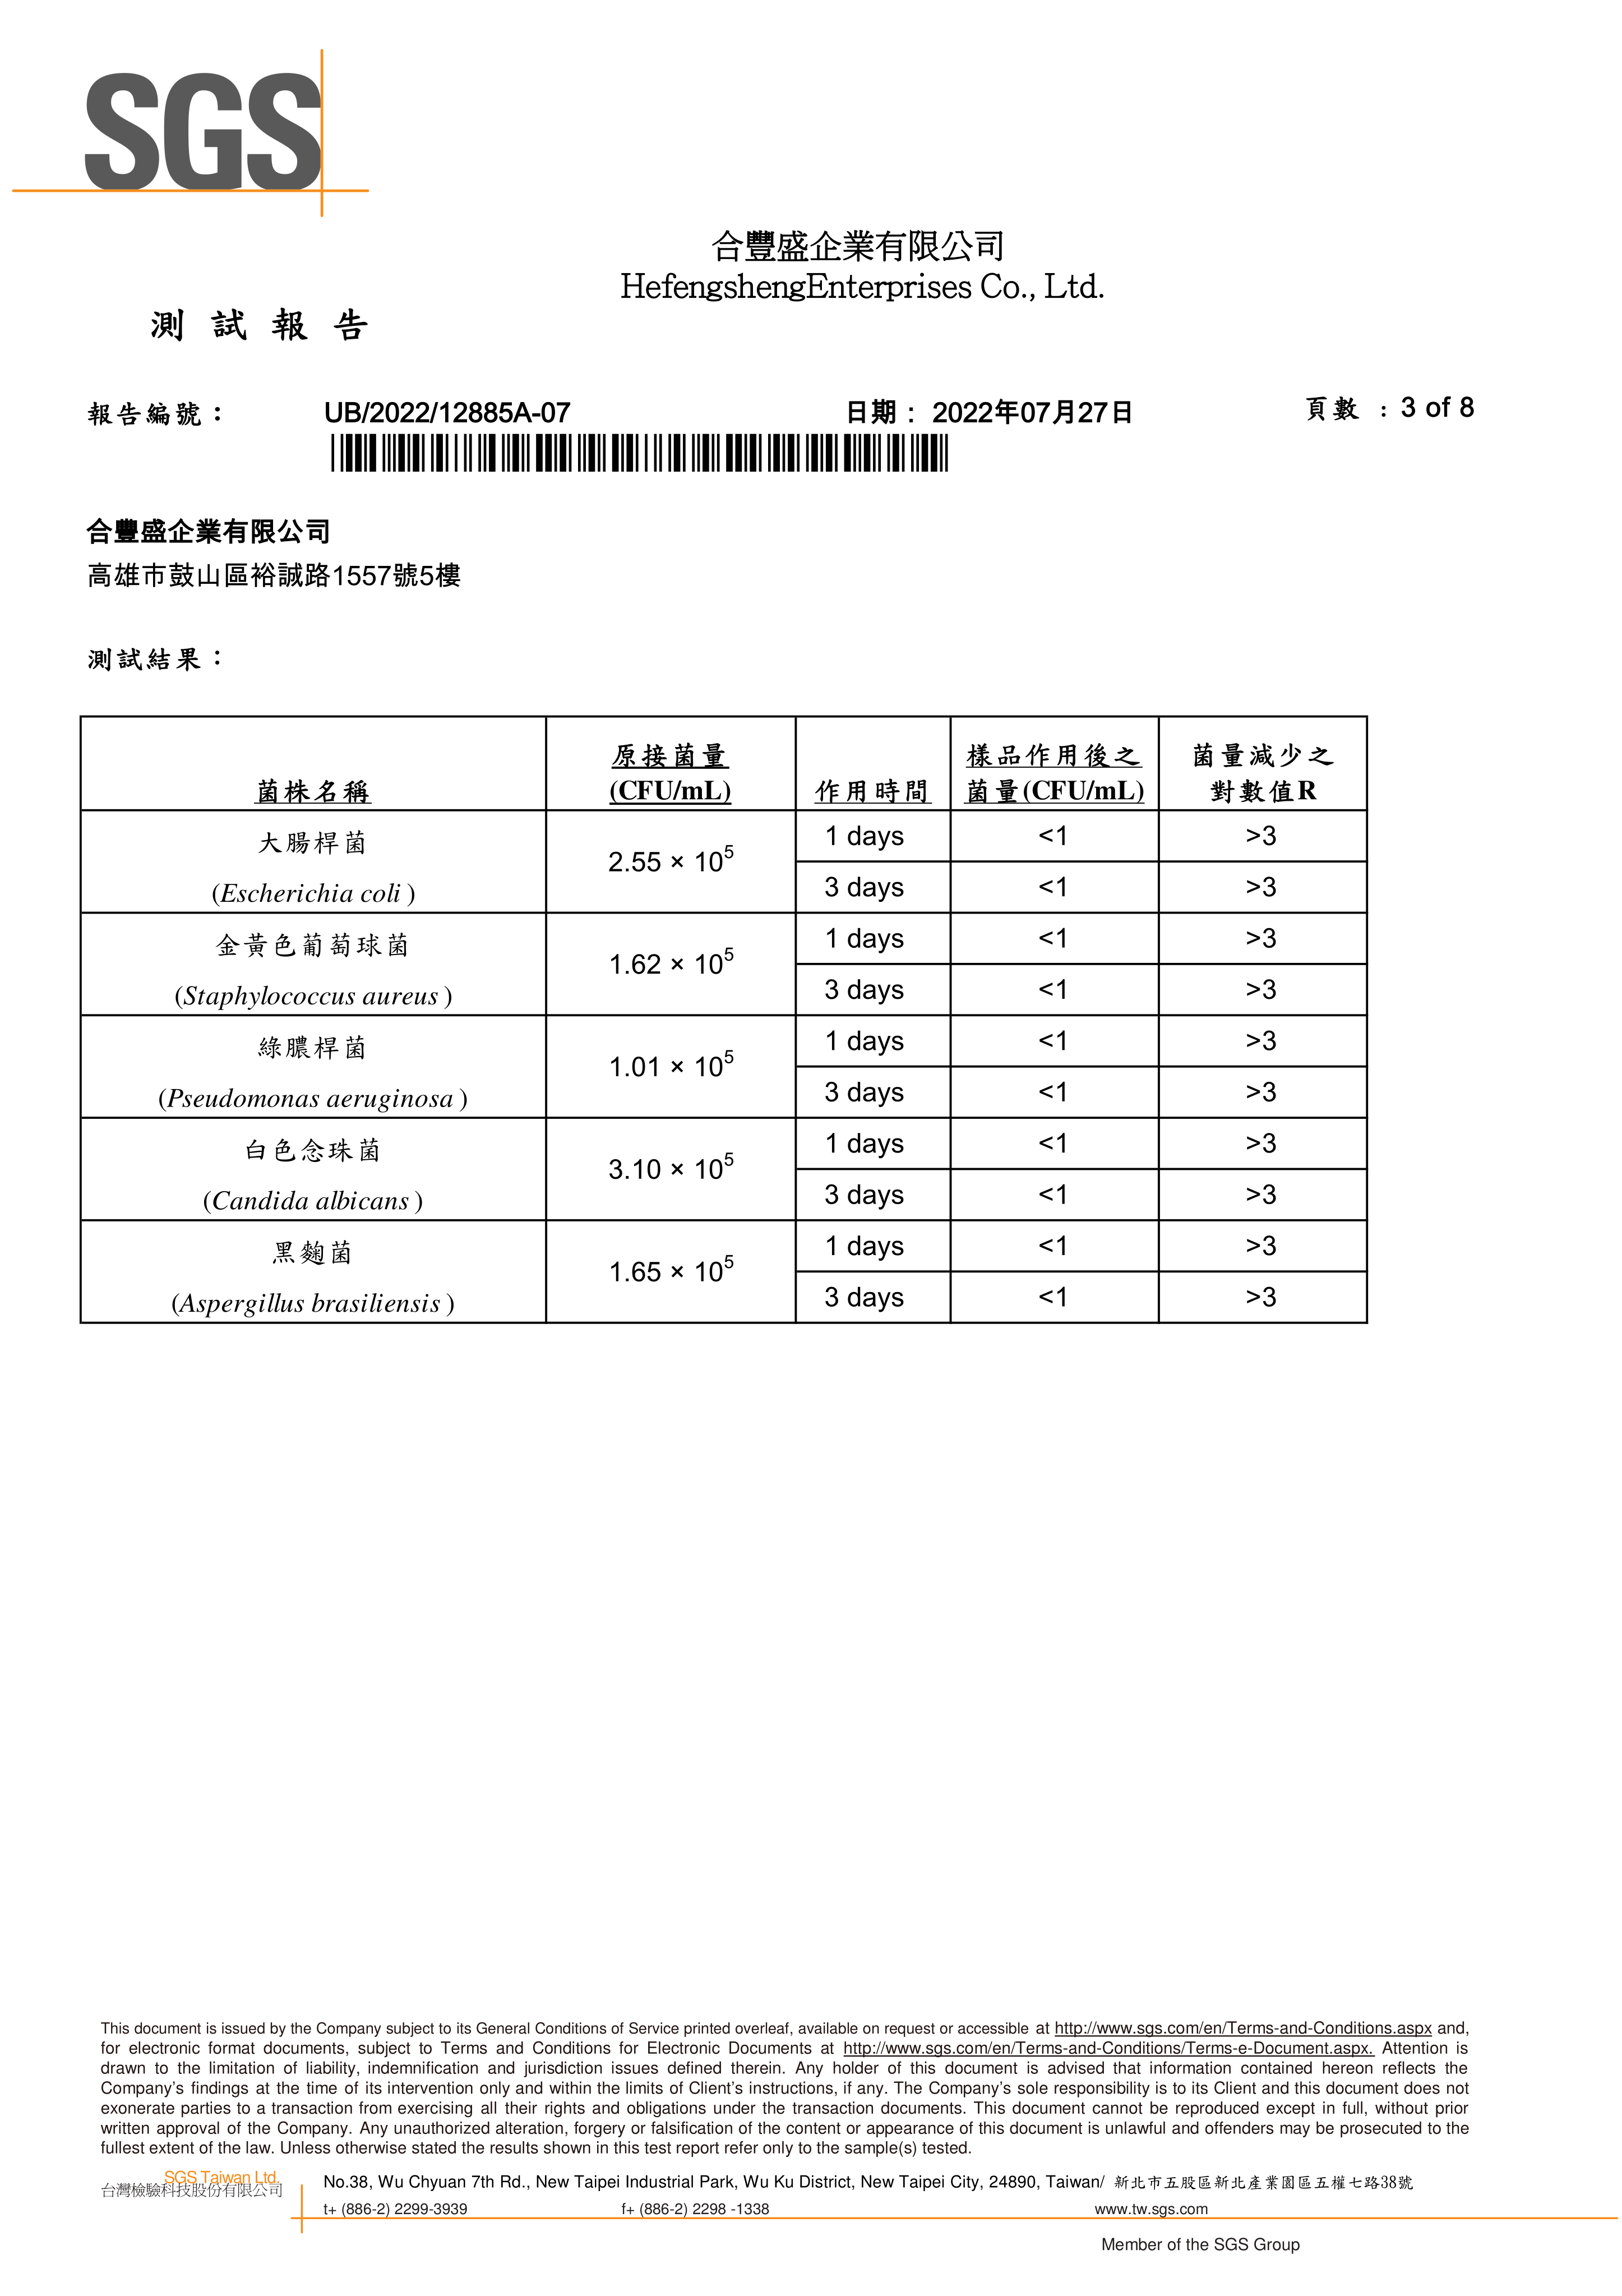 SGS
合豐盛企業有限公司
HefengshengEnterprises Co., Ltd.
測 試 報 告
報告編號： UB/2022/12885A-07 日期： 2022年07月27日 頁數 ：3 of 8
合豐盛企業有限公司
高雄市鼓山區裕誠路1557號5樓
測試結果：
菌株名稱 原接菌量 (CFU/mL) 作用時間 樣品作用後之菌量(CFU/mL) 菌量減少之對數值R
大腸桿菌 (Escherichia coli ) 2.55 × 10⁵ 1 days <1 >3
3 days <1 >3
金黃色葡萄球菌 (Staphylococcus aureus ) 1.62 × 10⁵ 1 days <1 >3
3 days <1 >3
綠膿桿菌 (Pseudomonas aeruginosa ) 1.01 × 10⁵ 1 days <1 >3
3 days <1 >3
白色念珠菌 (Candida albicans ) 3.10 × 10⁵ 1 days <1 >3
3 days <1 >3
黑麴菌 (Aspergillus brasiliensis ) 1.65 × 10⁵ 1 days <1 >3
3 days <1 >3
This document is issued by the Company subject to its General Conditions of Service printed overleaf, available on request or accessible at http://www.sgs.com/en/Terms-and-Conditions.aspx and,
for electronic format documents, subject to Terms and Conditions for Electronic Documents at http://www.sgs.com/en/Terms-and-Conditions/Terms-e-Document.aspx. Attention is
drawn to the limitation of liability, indemnification and jurisdiction issues defined therein. Any holder of this document is advised that information contained hereon reflects the
Company's findings at the time of its intervention only and within the limits of Client's instructions, if any. The Company's sole responsibility is to its Client and this document does not
exonerate parties to a transaction from exercising all their rights and obligations under the transaction documents. This document cannot be reproduced except in full, without prior
written approval of the Company. Any unauthorized alteration, forgery or falsification of the content or appearance of this document is unlawful and offenders may be prosecuted to the
fullest extent of the law. Unless otherwise stated the results shown in this test report refer only to the sample(s) tested.
SGS Taiwan Ltd.
台灣檢驗科技股份有限公司
No.38, Wu Chyuan 7th Rd., New Taipei Industrial Park, Wu Ku District, New Taipei City, 24890, Taiwan/ 新北市五股區新北產業園區五權七路38號
t+ (886-2) 2299-3939 f+ (886-2) 2298 -1338 www.tw.sgs.com
Member of the SGS Group